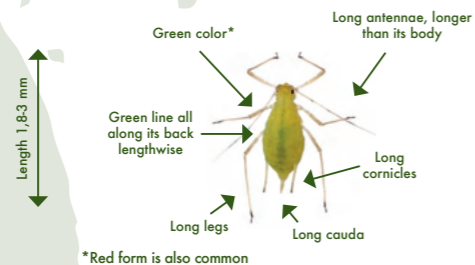 Long antennae, longer
than its body
Green color*
Length 1,8-3 mm
Green line all
along its back
lengthwise
Long
cornicles
Long legs
Long cauda
*Red form is also common